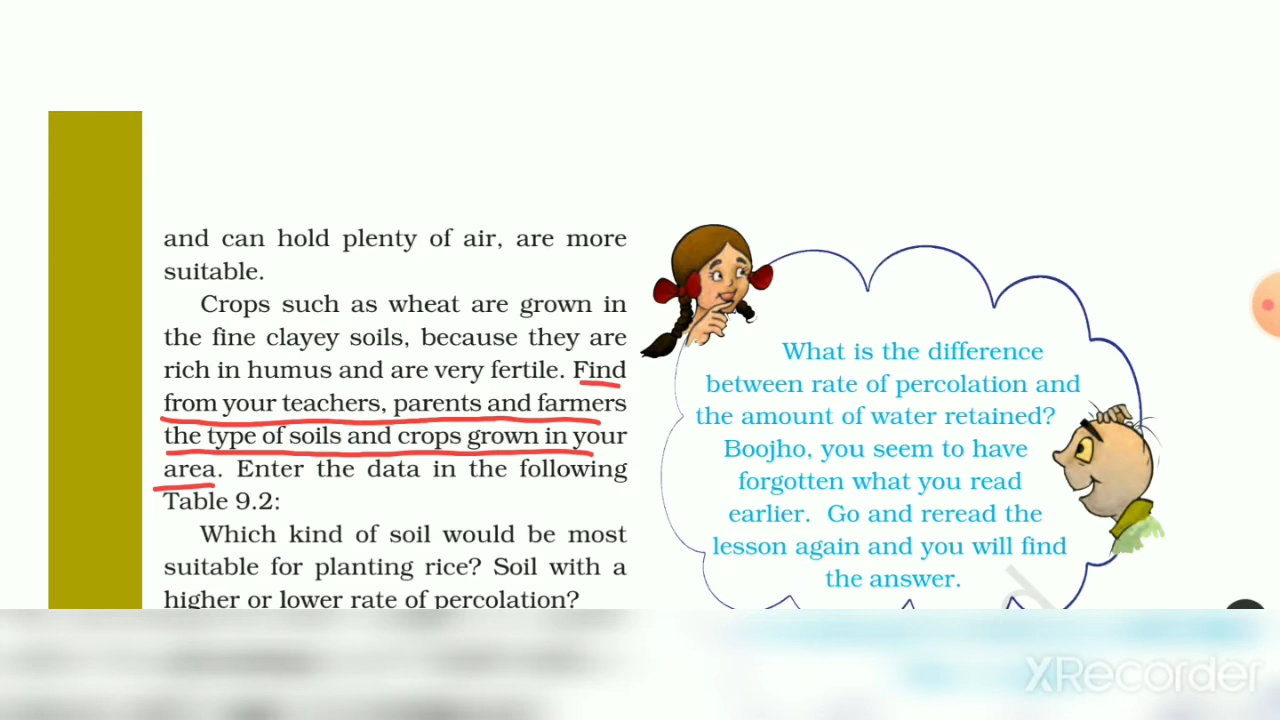 and can hold plenty of air, are more
suitable.
Crops such as wheat are grown in
the fine clayey soils, because they are
rich in humus and are very fertile. Find
from your teachers, parents and farmers
the type of soils and crops grown in your
area. Enter the data in the following
Table 9.2:
Which kind of soil would be most
suitable for planting rice? Soil with a
higher or lower rate of percolation?
What is the difference
between rate of percolation and
the amount of water retained?
Boojho, you seem to have
forgotten what you read
earlier. Go and reread the
lesson again and you will find
the answer.
XRecorder